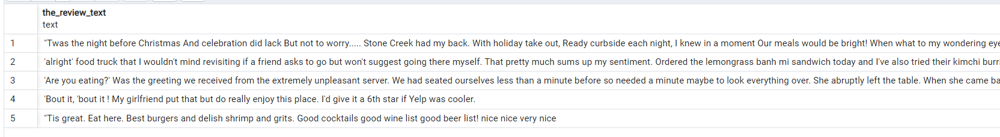 the_review_text
text
1 "Twas the night before Christmas And celebration did lack But not to worry..... Stone Creek had my back. With holiday take out, Ready curbside each night, I knew in a moment Our meals would be bright! When what to my wondering eye
2 'alright' food truck that I wouldn't mind revisiting if a friend asks to go but won't suggest going there myself. That pretty much sums up my sentiment. Ordered the lemongrass banh mi sandwich today and I've also tried their kimchi burr
3 'Are you eating?' Was the greeting we received from the extremely unpleasant server. We had seated ourselves less than a minute before so needed a minute maybe to look everything over. She abruptly left the table. When she came ba
4 'Bout it, 'bout it ! My girlfriend put that but do really enjoy this place. I'd give it a 6th star if Yelp was cooler.
5 "Tis great. Eat here. Best burgers and delish shrimp and grits. Good cocktails good wine list good beer list! nice nice very nice